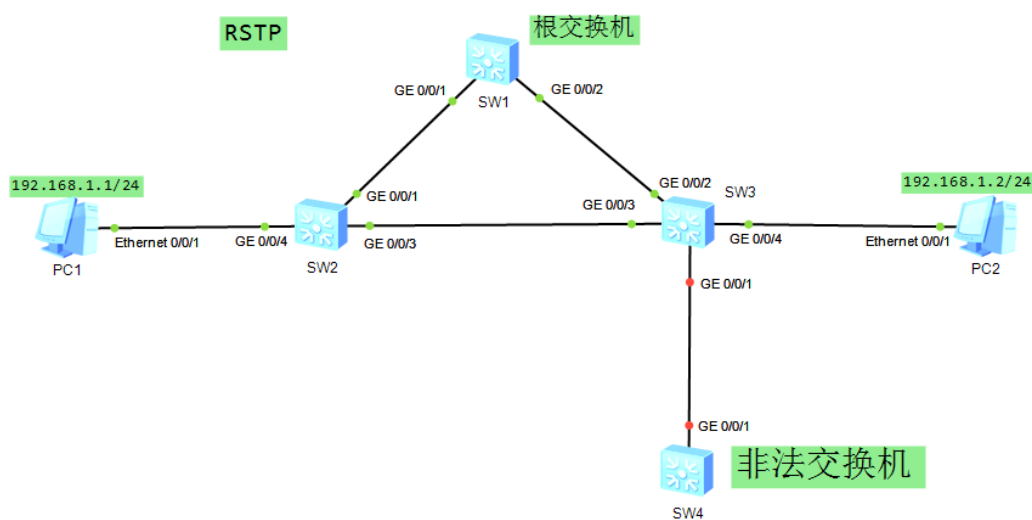 RSTP
根交换机
SW1
GE 0/0/1
GE 0/0/2
192.168.1.1/24
PC1
Ethernet 0/0/1
GE 0/0/4
GE 0/0/1
SW2
GE 0/0/3
GE 0/0/3
GE 0/0/2
SW3
GE 0/0/4
192.168.1.2/24
Ethernet 0/0/1
PC2
GE 0/0/1
GE 0/0/1
SW4
非法交换机